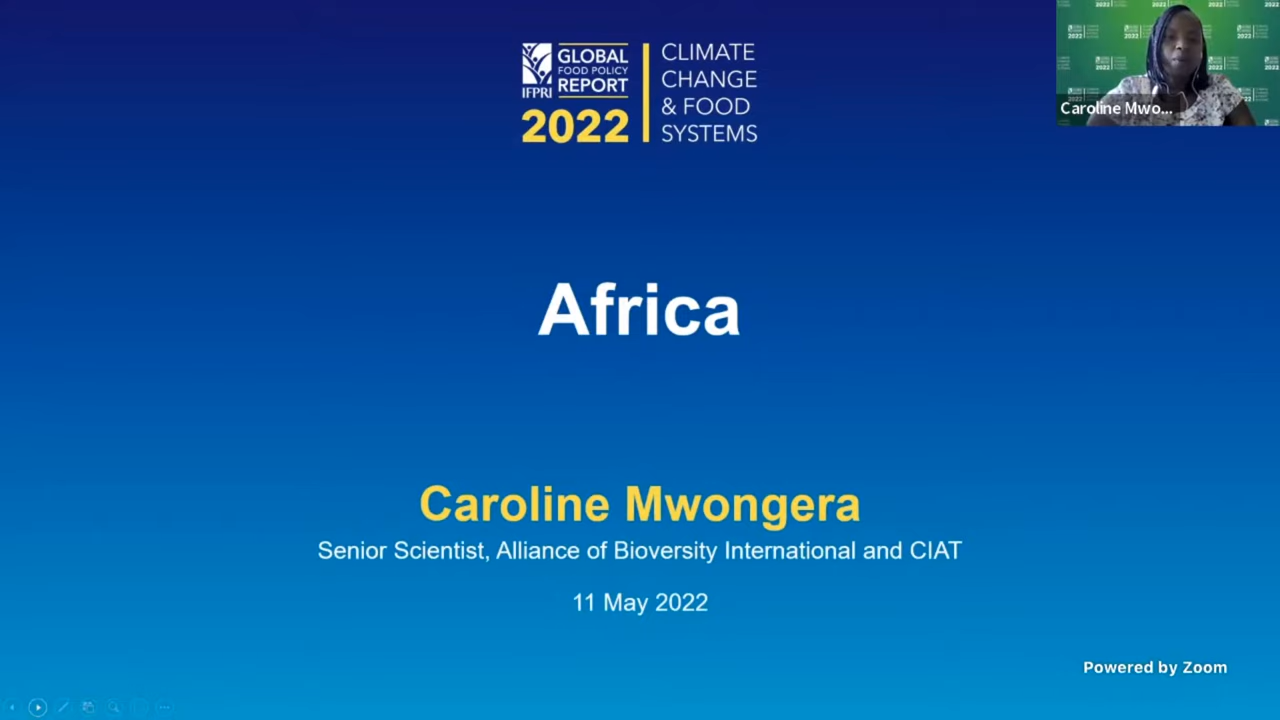 IFPRI
GLOBAL
FOOD POLICY
REPORT
2022
CLIMATE
CHANGE
& FOOD
SYSTEMS
Caroline Mwo...
Africa
Caroline Mwongera
Senior Scientist, Alliance of Bioversity International and CIAT
11 May 2022
Powered by Zoom